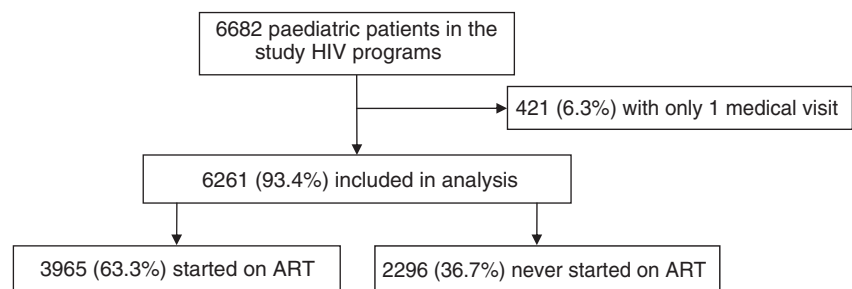 6682 paediatric patients in the
study HIV programs
421 (6.3%) with only 1 medical visit
6261 (93.4%) included in analysis
3965 (63.3%) started on ART
2296 (36.7%) never started on ART